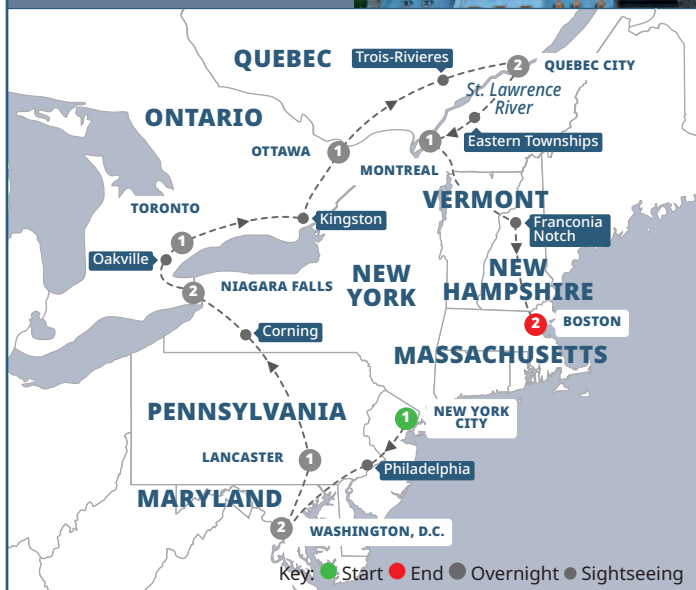 QUEBEC
Trois-Rivieres
2
QUEBEC CITY
St. Lawrence
River
ONTARIO
OTTAWA
1
1
Eastern Townships
MONTREAL
VERMONT
TORONTO
1
Kingston
Franconia
Notch
Oakville
2
NIAGARA FALLS
NEW
YORK
NEW
HAMPSHIRE
Corning
2
BOSTON
MASSACHUSETTS
PENNSYLVANIA
1
NEW YORK
CITY
LANCASTER
1
Philadelphia
MARYLAND
2
WASHINGTON, D.C.
Key: Start End Overnight Sightseeing